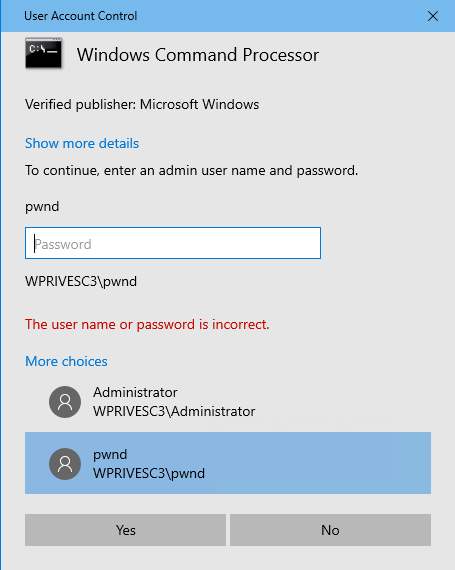 User Account Control
C:\.
Windows Command Processor
Verified publisher: Microsoft Windows
Show more details
To continue, enter an admin user name and password.
pwnd
Password
WPRIVESC3\pwnd
The user name or password is incorrect.
More choices
Administrator
WPRIVESC3\Administrator
pwnd
WPRIVESC3\pwnd
Yes
No